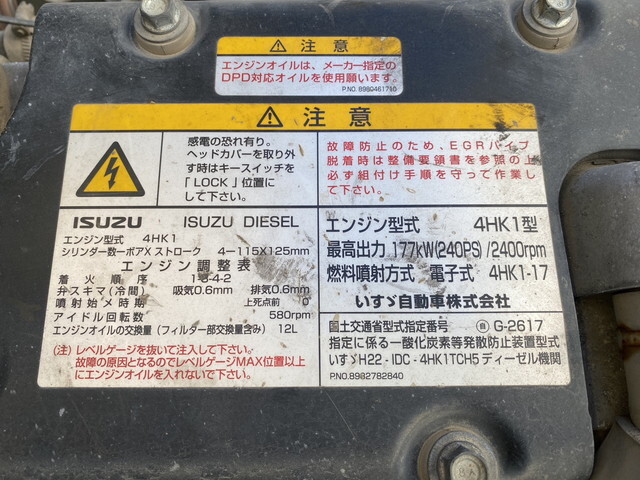 ⚠ 注意
エンジンオイルは、メーカー指定の
DPD対応オイルを使用願います。
P.NO. 8980461710
⚠ 注意
感電の恐れ有り。
ヘッドカバーを取り外
す時はキースイッチを
「LOCK」位置に
して下さい。
故障防止のため、EGRパイプ
脱着時は整備要領書を参照の上
必ず組付け手順を守って作業し
て下さい。
ISUZU ISUZU DIESEL
エンジン型式 4HK1
シリンダー数ーボアXストローク 4ー115X125mm
エンジン調整表
着火順序 1-3-4-2
弁スキマ(冷間) 吸気0.6mm 排気0.6mm
噴射始メ時期 上死点前 0°
アイドル回転数 580rpm
エンジンオイルの交換量 (フィルター部交換量含み) 12L
(注) レベルゲージを抜いて注入して下さい。
故障の原因となるのでレベルゲージMAX位置以上
にエンジンオイルを入れないで下さい。
エンジン型式 4HK1型
最高出力 177kW(240PS)/2400rpm
燃料噴射方式 電子式 4HK1-17
いすゞ自動車株式会社
国土交通省型式指定番号 自 G-2617
指定に係る一酸化炭素等発散防止装置型式
いすゞH22-IDC-4HK1TCH5ディーゼル機関
P.NO.8982782840